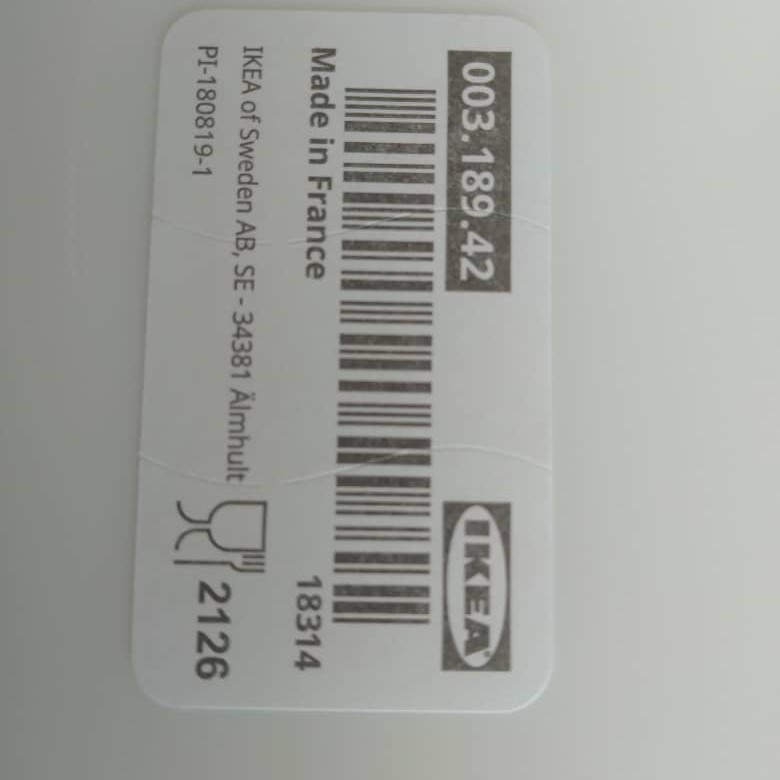 003.189.42
IKEA®
Made in France
18314
IKEA of Sweden AB, SE - 34381 Älmhult
PI-180819-1
2126